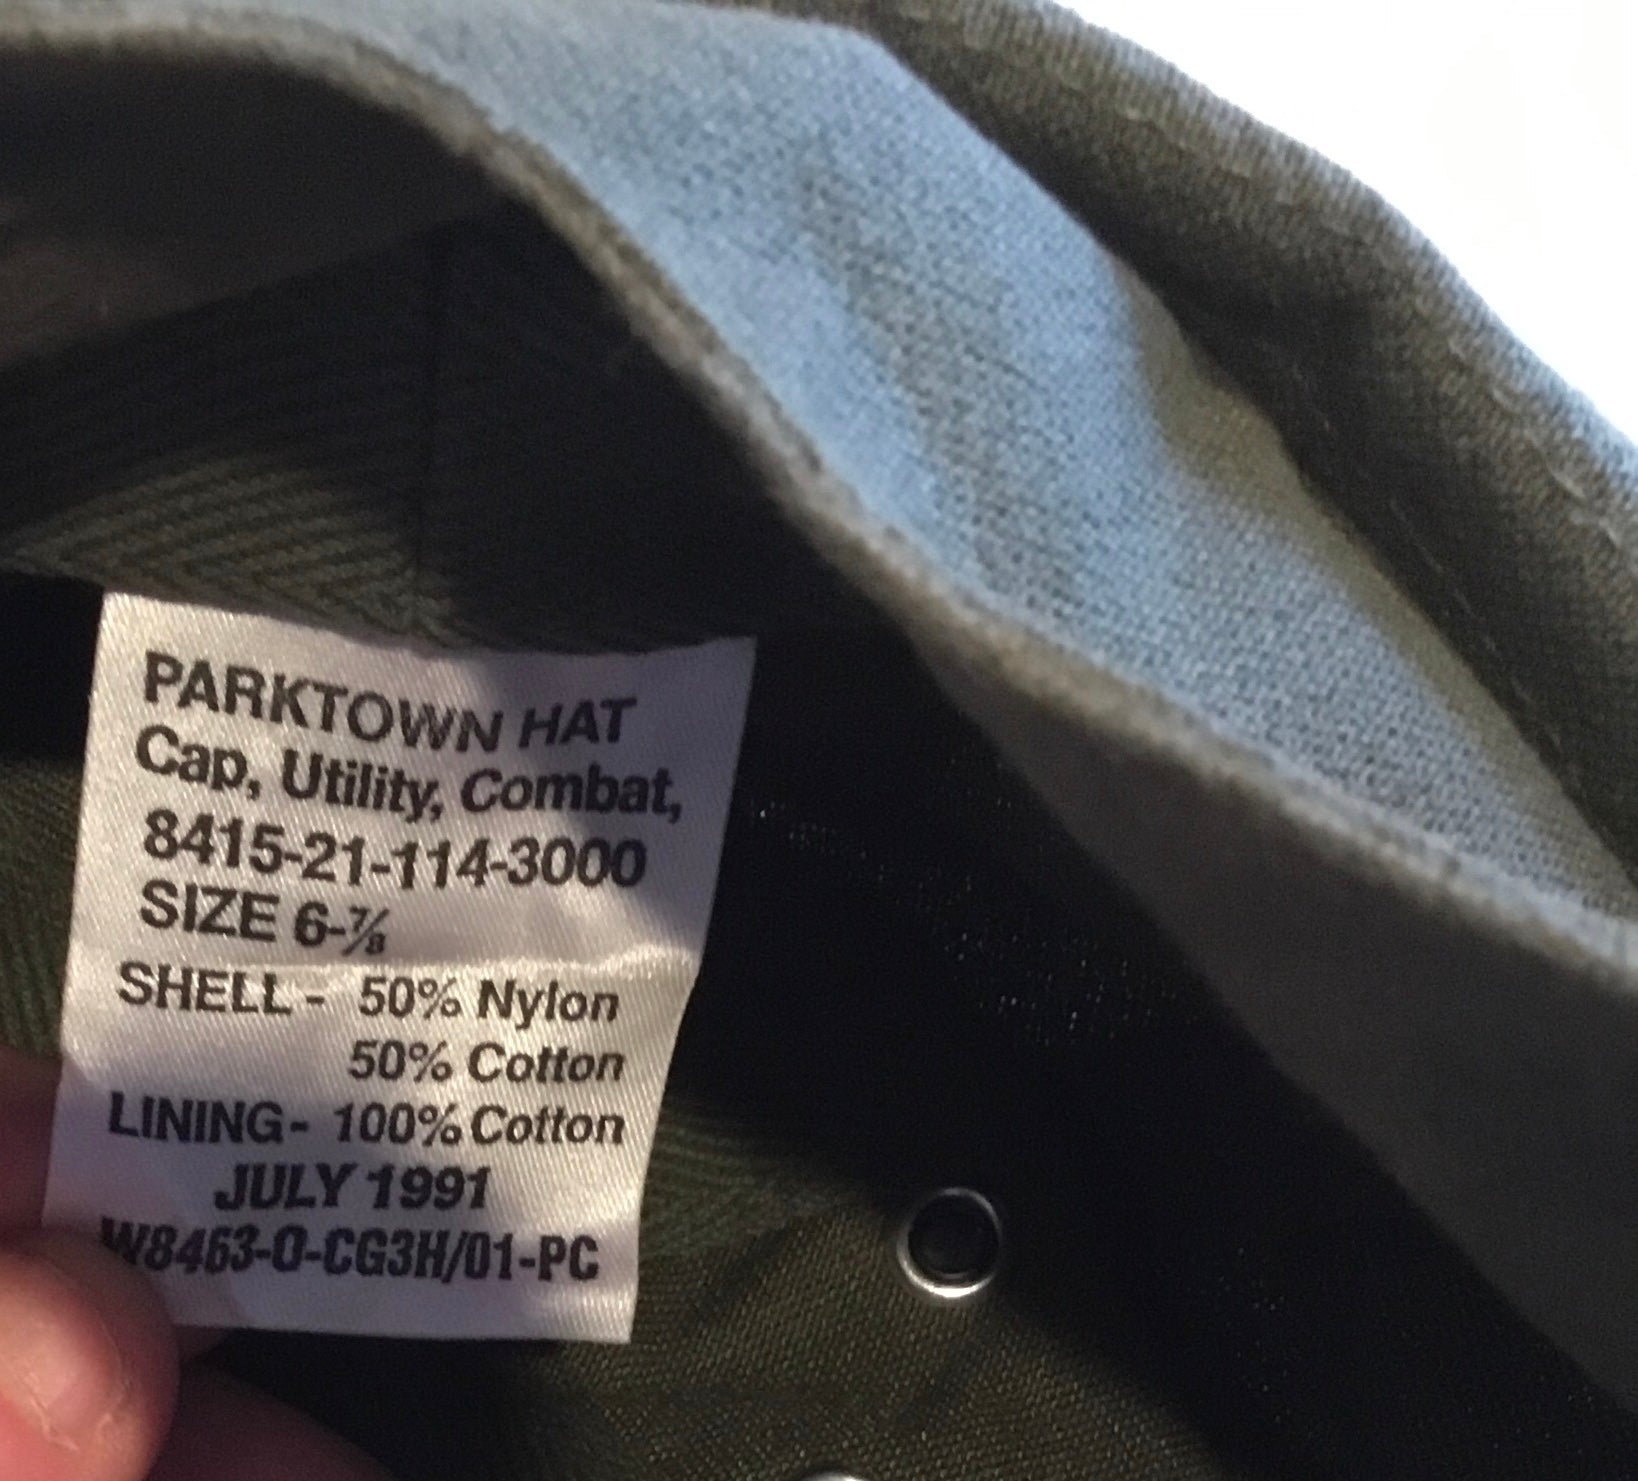 PARKTOWN HAT
Cap, Utility, Combat,
8415-21-114-3000
SIZE 6-⅞
SHELL - 50% Nylon
50% Cotton
LINING- 100% Cotton
JULY 1991
W8463-O-CG3H/01-PC